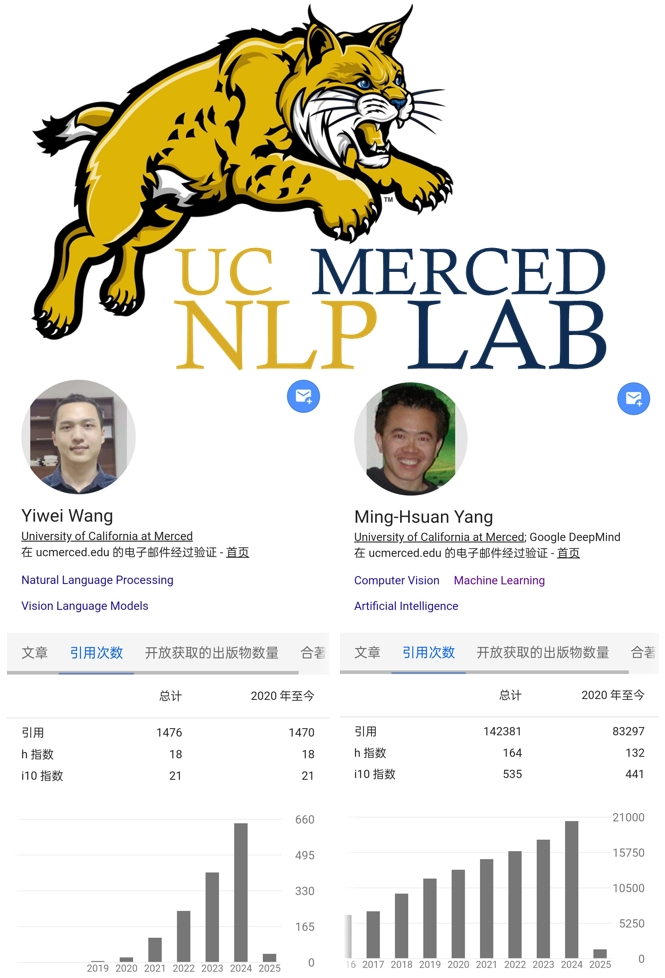 TM
UC MERCED
NLP LAB
Yiwei Wang
University of California at Merced
在 ucmerced.edu 的电子邮件经过验证 - 首页
Natural Language Processing
Vision Language Models
文章 引用次数 开放获取的出版物数量 合著
总计 2020 年至今
引用 1476 1470
h 指数 18 18
i10 指数 21 21
660
495
330
165
0
2019 2020 2021 2022 2023 2024 2025
Ming-Hsuan Yang
University of California at Merced; Google DeepMind
在 ucmerced.edu 的电子邮件经过验证 - 首页
Computer Vision Machine Learning
Artificial Intelligence
文章 引用次数 开放获取的出版物数量 合著
总计 2020 年至今
引用 142381 83297
h 指数 164 132
i10 指数 535 441
21000
15750
10500
5250
0
16 2017 2018 2019 2020 2021 2022 2023 2024 2025